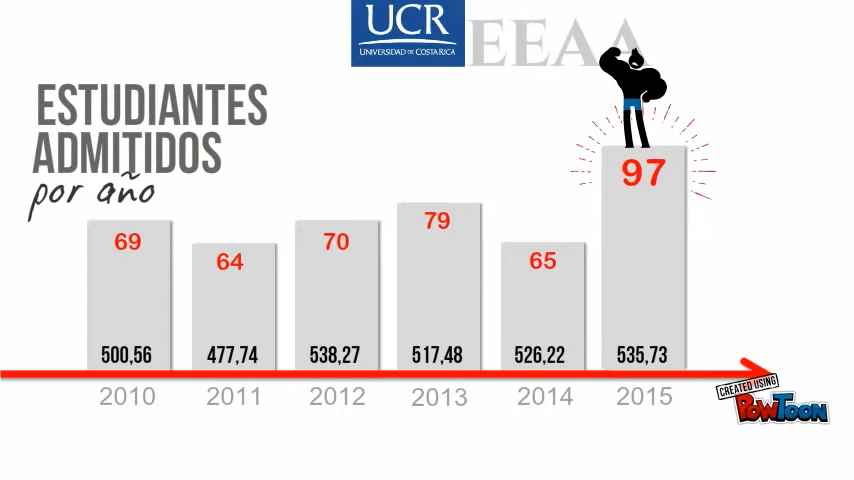 UCR
UNIVERSIDAD DE COSTA RICA
EEAA
ESTUDIANTES
ADMITIDOS
por año
69
64
70
79
65
97
500,56
477,74
538,27
517,48
526,22
535,73
2010
2011
2012
2013
2014
2015
CREATED USING
POWTOON